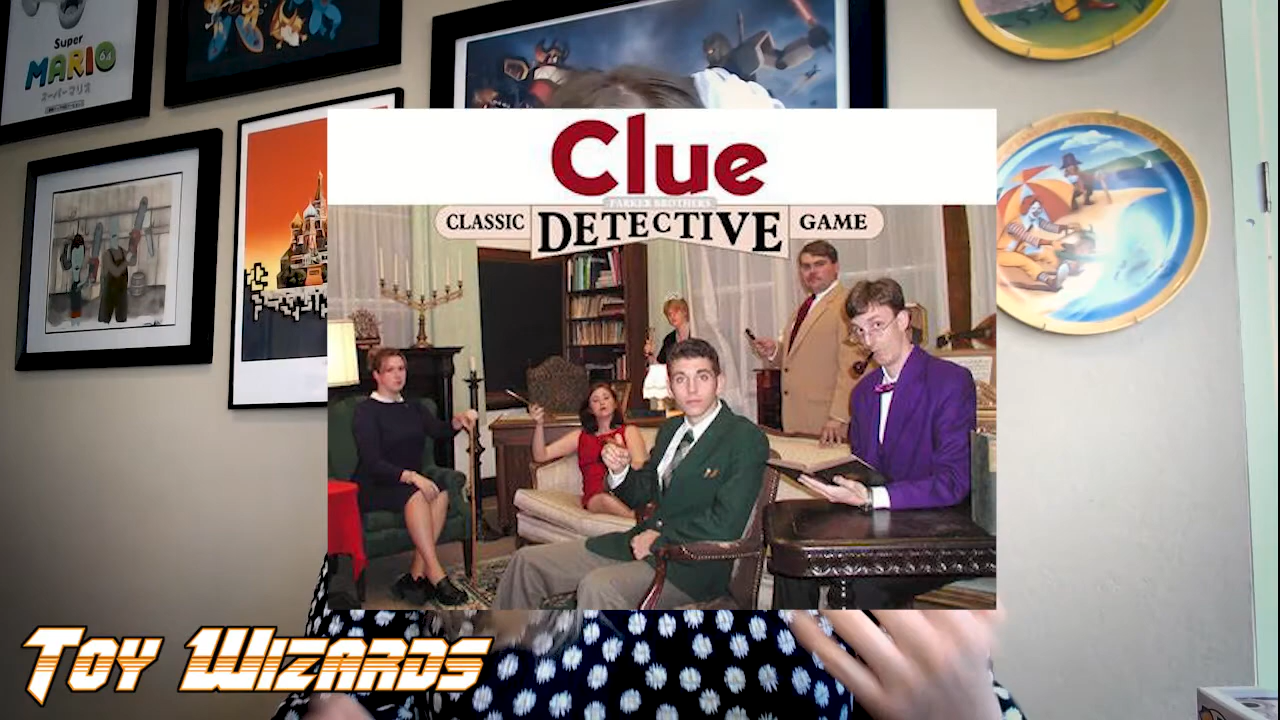 Super
MARIO 64
スーパーマリオ
Clue
PARKER BROTHERS
CLASSIC DETECTIVE GAME
TOY WIZARDS